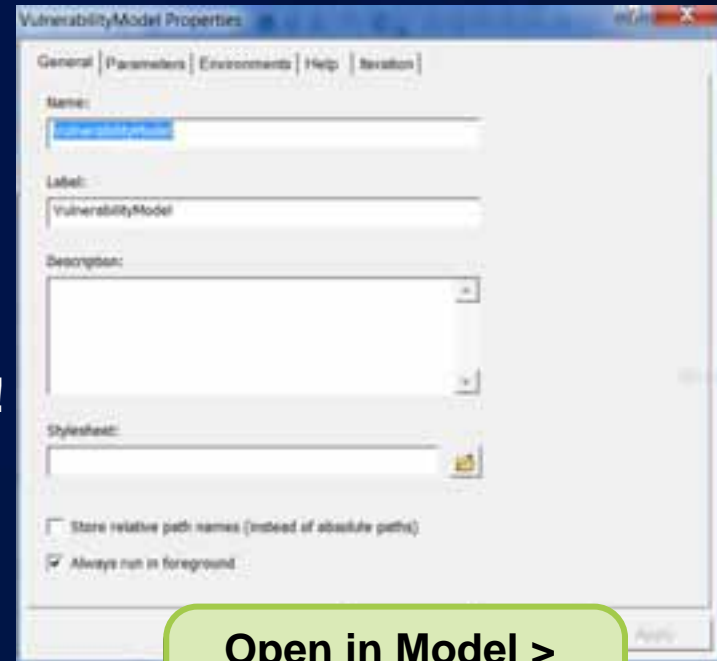 VulnerabilityModel Properties
General Parameters Environments Help Iteration
Name:
VulnerabilityModel
Label:
VulnerabilityModel
Description:
Stylesheet:
Store relative path names (instead of absolute paths)
Always run in foreground
!
Apply
Open in Model >